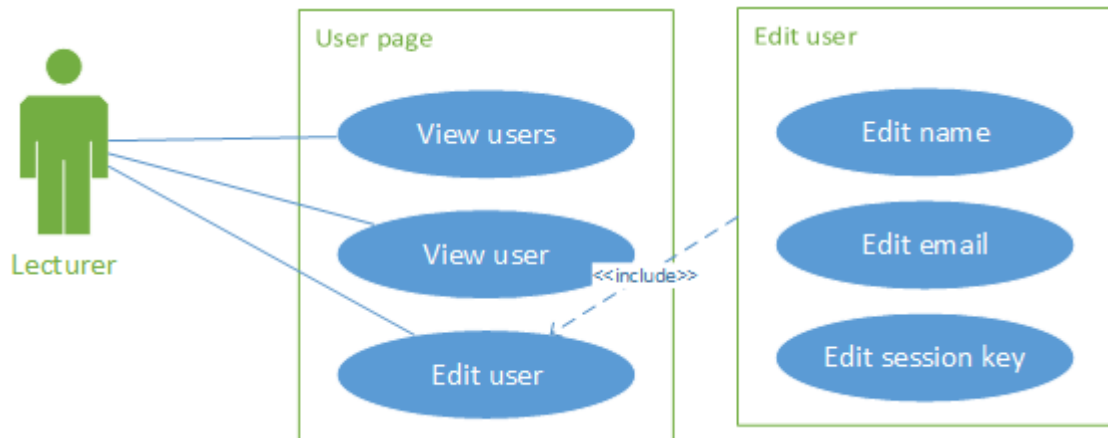 User page
Edit user
View users
Edit name
View user
Edit email
<<include>>
Lecturer
Edit user
Edit session key